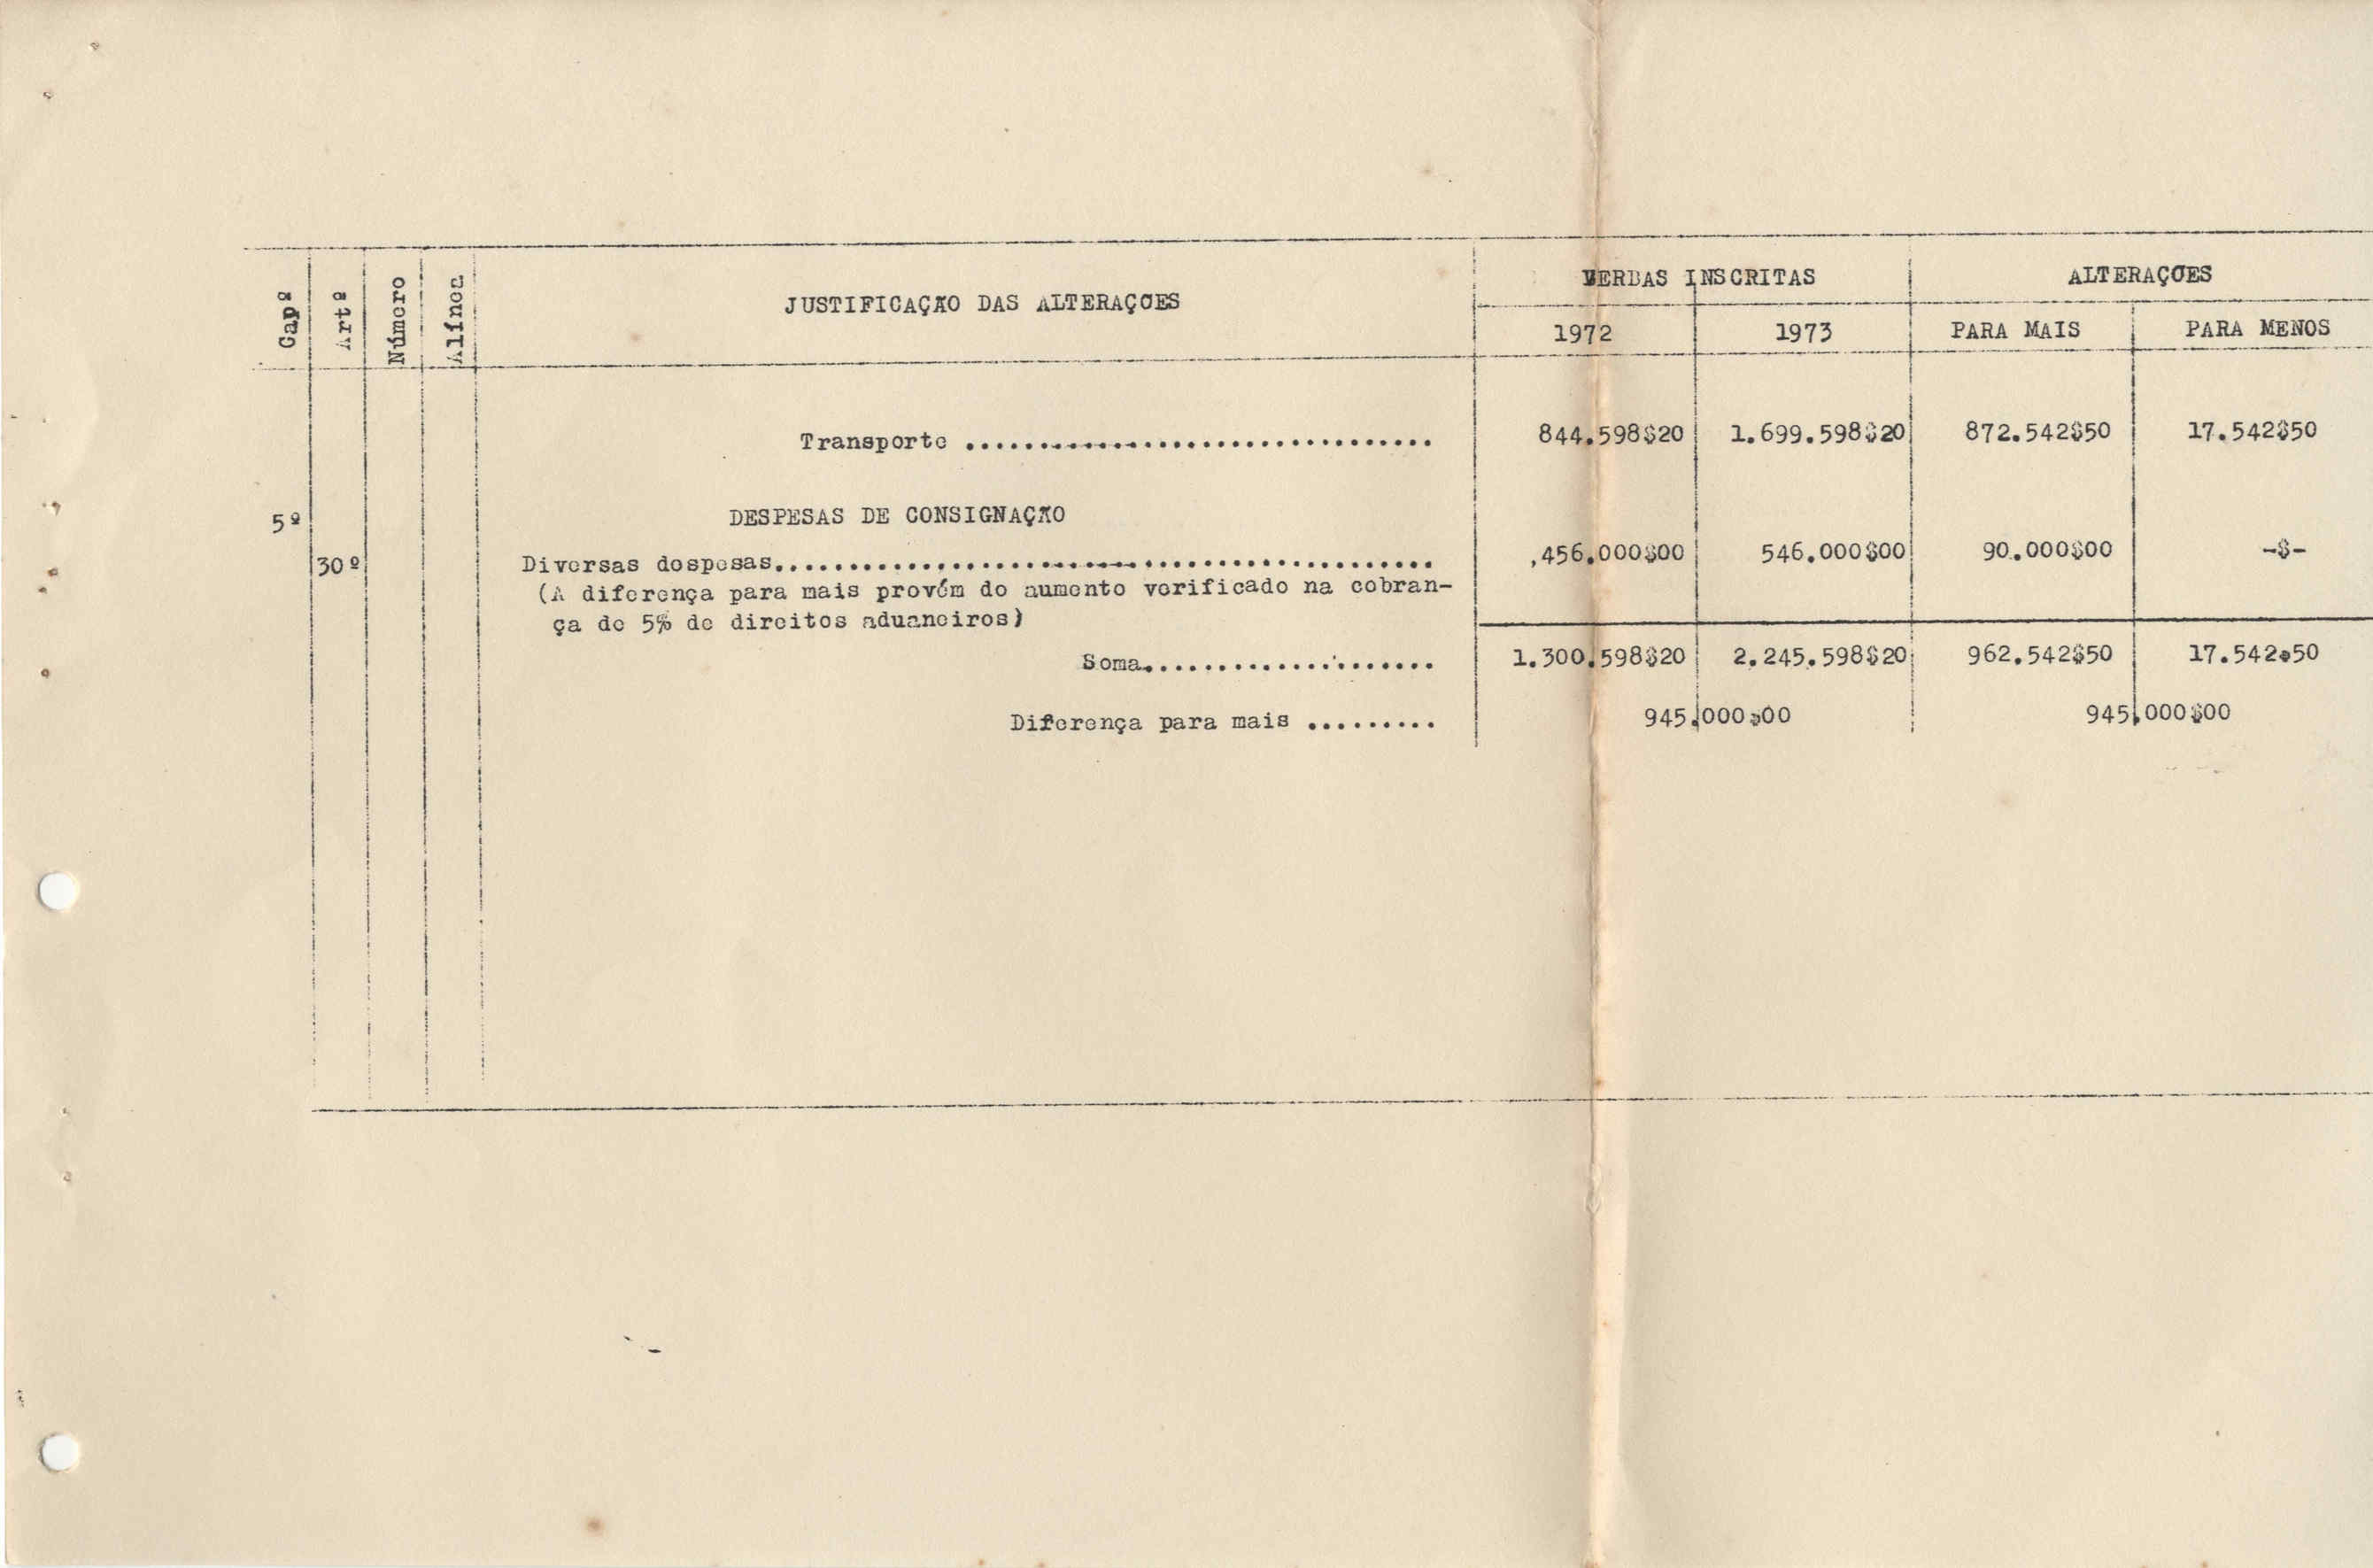 Capº Artº Número Alínea JUSTIFICAÇÃO DAS ALTERAÇÕES VERBAS INSCRITAS ALTERAÇÕES
1972 1973 PARA MAIS PARA MENOS
Transporte ................................ 844.598$20 1.699.598$20 872.542$50 17.542$50
5º DESPESAS DE CONSIGNAÇÃO
30º Diversas despesas............................................. 456.000$00 546.000$00 90.000$00 -$-
(A diferença para mais provém do aumento verificado na cobran-
ça de 5% de direitos aduaneiros)
Soma.................... 1.300.598$20 2.245.598$20 962.542$50 17.542$50
Diferença para mais ......... 945.000$00 945.000$00